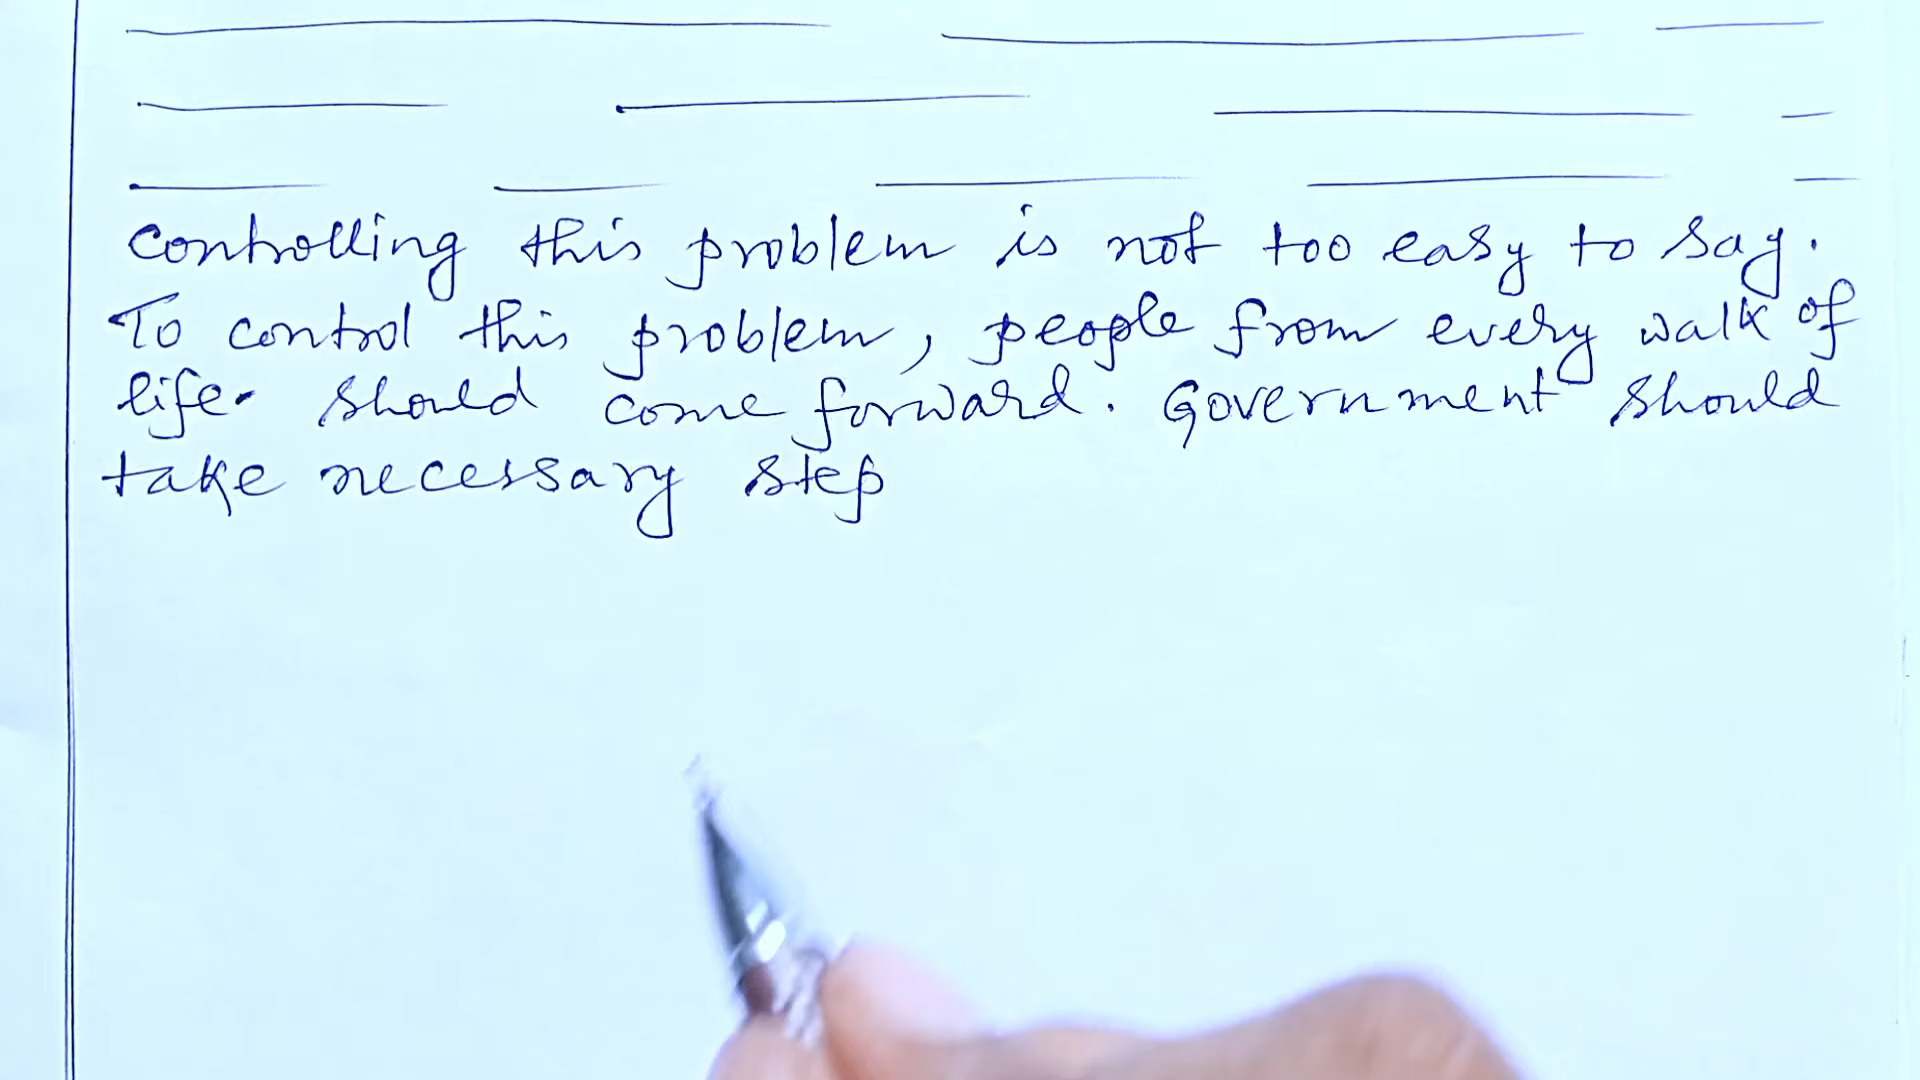 controlling this problem is not too easy to say.
To control this problem, people from every walk of
life should come forward. Government should
take necessary step